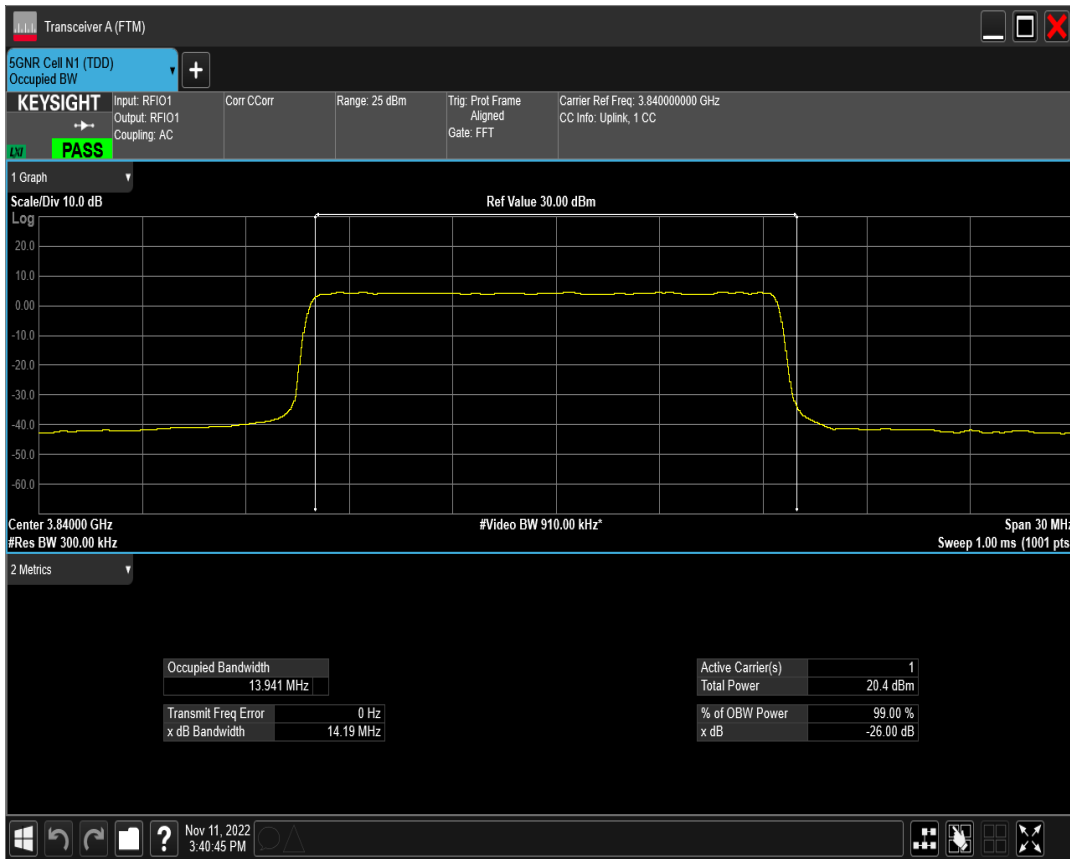 Transceiver A (FTM)
5GNR Cell N1 (TDD)
Occupied BW
+
KEYSIGHT
LXI
PASS
Input: RFIO1
Output: RFIO1
Coupling: AC
Corr CCorr
Range: 25 dBm
Trig: Prot Frame
Aligned
Gate: FFT
Carrier Ref Freq: 3.840000000 GHz
CC Info: Uplink, 1 CC
1 Graph
Scale/Div 10.0 dB
Ref Value 30.00 dBm
Log
20.0
10.0
0.00
-10.0
-20.0
-30.0
-40.0
-50.0
-60.0
Center 3.84000 GHz
#Video BW 910.00 kHz*
Span 30 MHz
#Res BW 300.00 kHz
Sweep 1.00 ms (1001 pts
2 Metrics
Occupied Bandwidth
13.941 MHz
Transmit Freq Error 0 Hz
x dB Bandwidth 14.19 MHz
Active Carrier(s) 1
Total Power 20.4 dBm
% of OBW Power 99.00 %
x dB -26.00 dB
?
Nov 11, 2022
3:40:45 PM